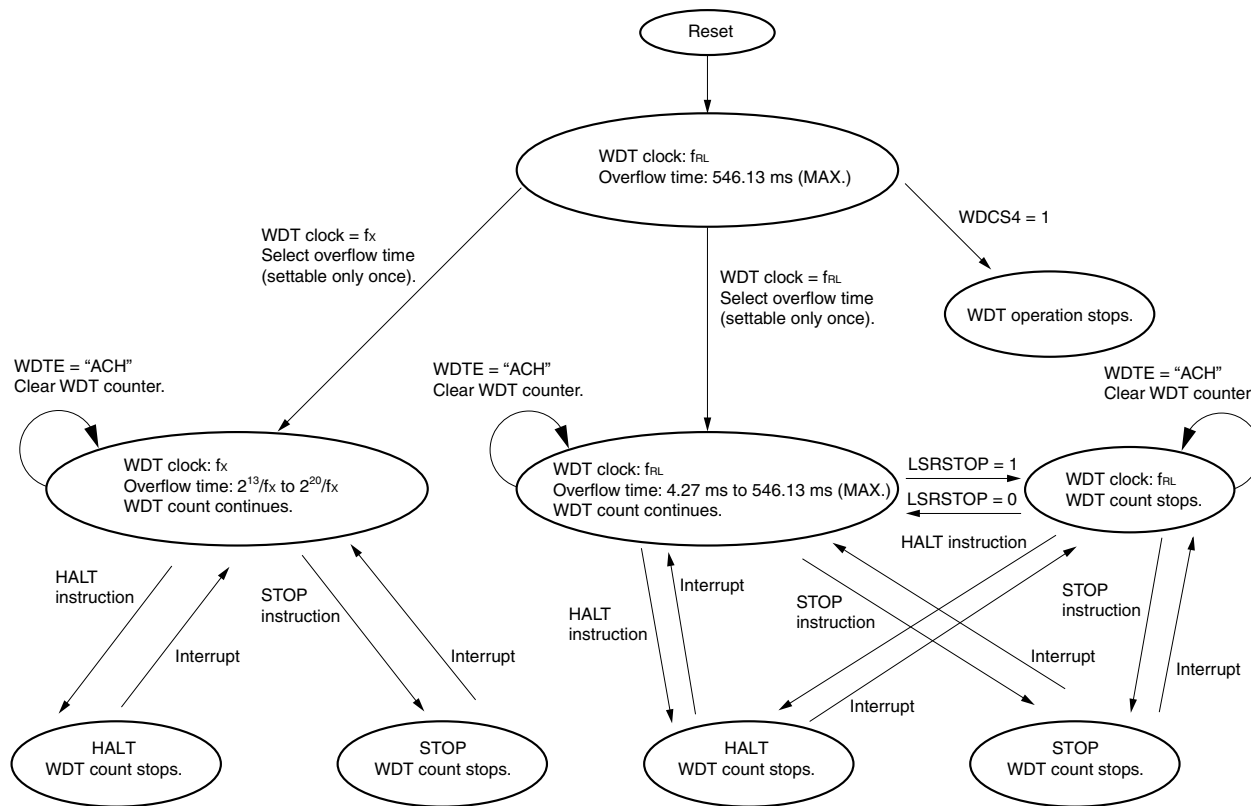 Reset
WDT clock: fRL
Overflow time: 546.13 ms (MAX.)
WDCS4 = 1
WDT clock = fX
Select overflow time
(settable only once).
WDT clock = fRL
Select overflow time
(settable only once).
WDT operation stops.
WDTE = “ACH”
Clear WDT counter.
WDTE = “ACH”
Clear WDT counter.
WDTE = “ACH”
Clear WDT counter
WDT clock: fX
Overflow time: 2^13/fX to 2^20/fX
WDT count continues.
WDT clock: fRL
Overflow time: 4.27 ms to 546.13 ms (MAX.)
WDT count continues.
LSRSTOP = 1
LSRSTOP = 0
WDT clock: fRL
WDT count stops.
HALT instruction
HALT
instruction
STOP
instruction
Interrupt
Interrupt
HALT
instruction
Interrupt
STOP
instruction
STOP
instruction
Interrupt
Interrupt
Interrupt
HALT
WDT count stops.
STOP
WDT count stops.
HALT
WDT count stops.
STOP
WDT count stops.